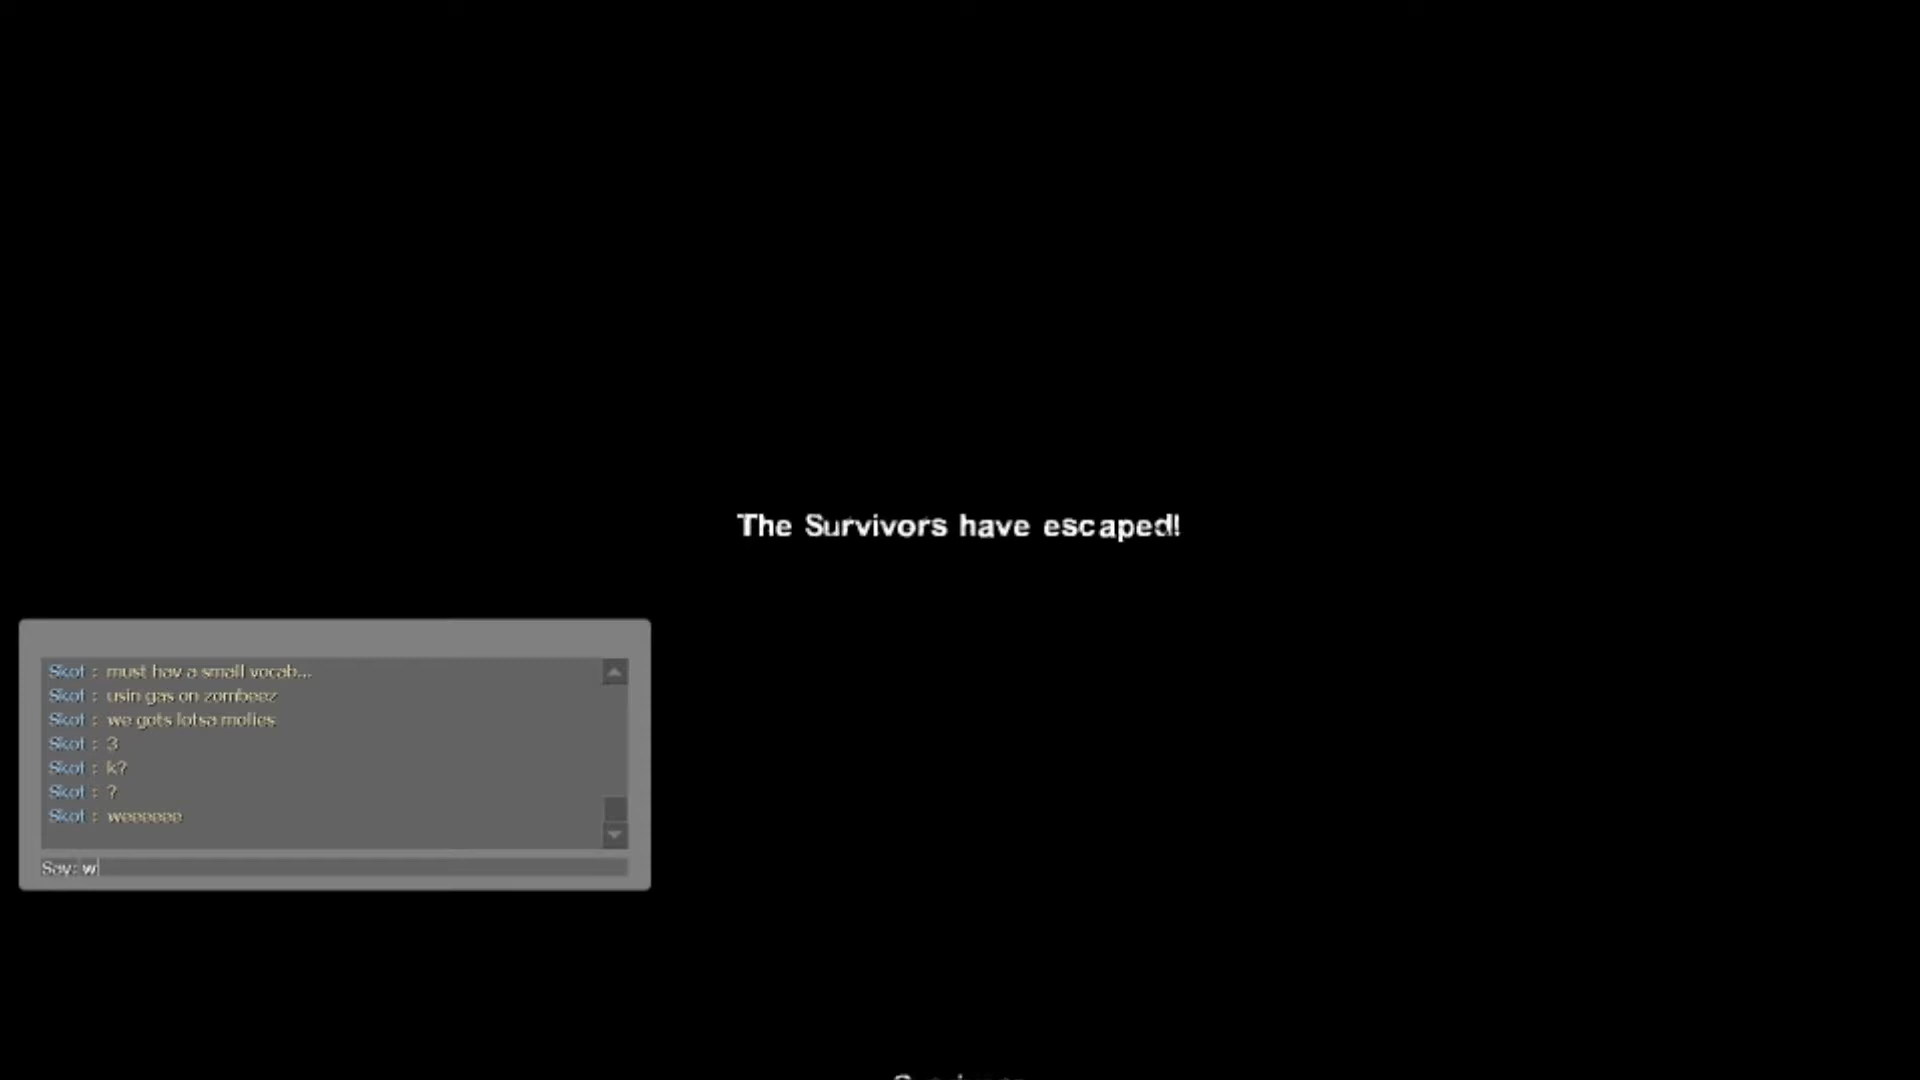 The Survivors have escaped!
Skot : must hav a small vocab...
Skot : usin gas on zombeez
Skot : we gots lotsa molies
Skot : 3
Skot : k?
Skot : ?
Skot : weeeeee
Say: w